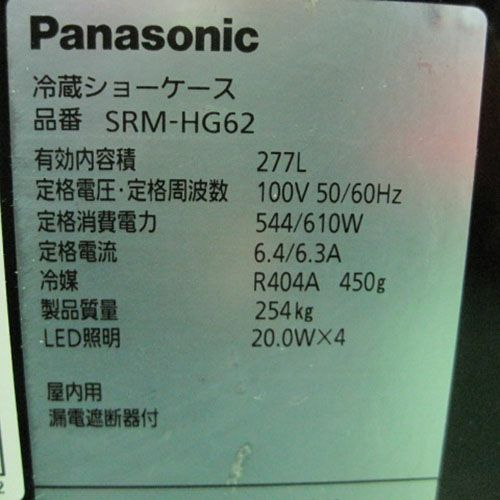 Panasonic
冷蔵ショーケース
品番 SRM-HG62
有効内容積 277L
定格電圧・定格周波数 100V 50/60Hz
定格消費電力 544/610W
定格電流 6.4/6.3A
冷媒 R404A 450g
製品質量 254kg
LED照明 20.0W×4
屋内用
漏電遮断器付
2